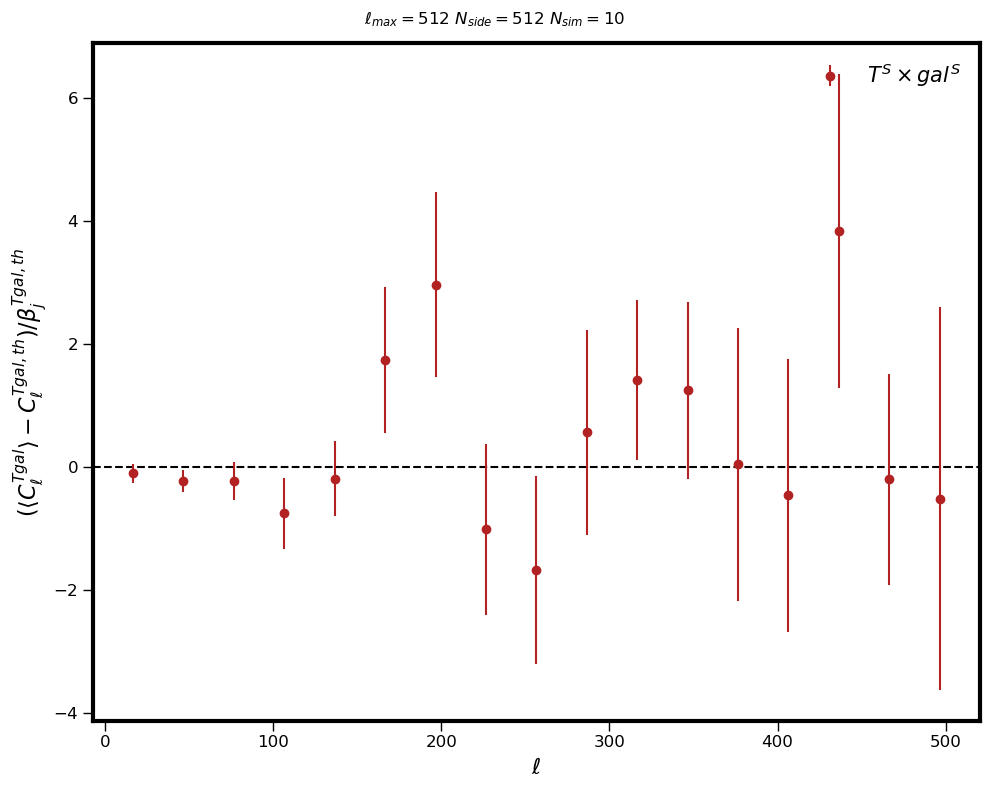 ℓ_max = 512 N_side = 512 N_sim = 10
T^S × gal^S
(⟨C_ℓ^{Tgal}⟩ − C_ℓ^{Tgal, th})/β_j^{Tgal, th}
6
4
2
0
−2
−4
0 100 200 300 400 500
ℓ